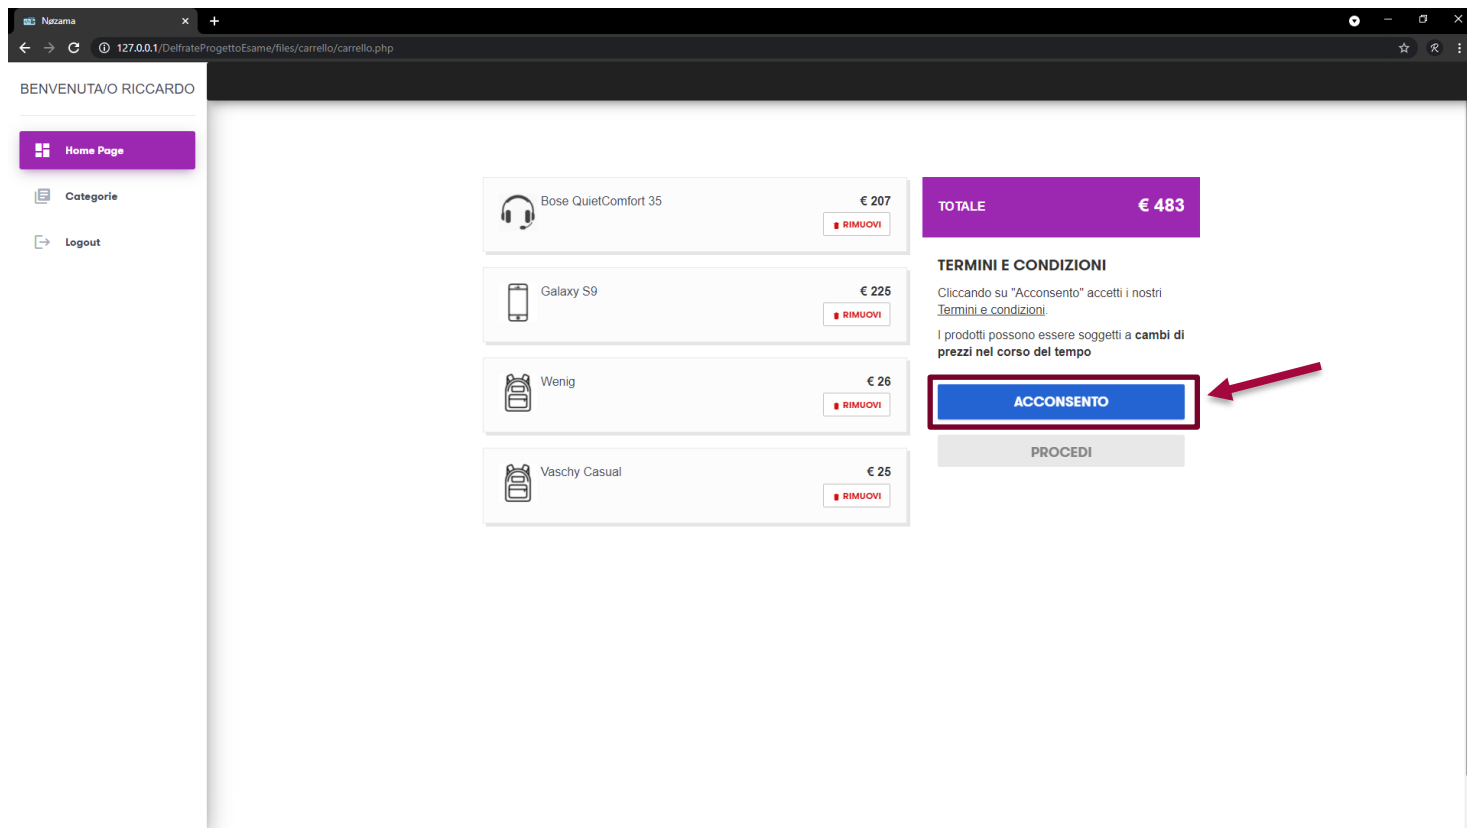 Nøzama
127.0.0.1/DelfrateProgettoEsame/files/carrello/carrello.php
R
BENVENUTA/O RICCARDO
Home Page
Categorie
Logout
Bose QuietComfort 35
€ 207
RIMUOVI
Galaxy S9
€ 225
RIMUOVI
Wenig
€ 26
RIMUOVI
Vaschy Casual
€ 25
RIMUOVI
TOTALE € 483
TERMINI E CONDIZIONI
Cliccando su "Acconsento" accetti i nostri
Termini e condizioni.
I prodotti possono essere soggetti a cambi di
prezzi nel corso del tempo
ACCONSENTO
PROCEDI